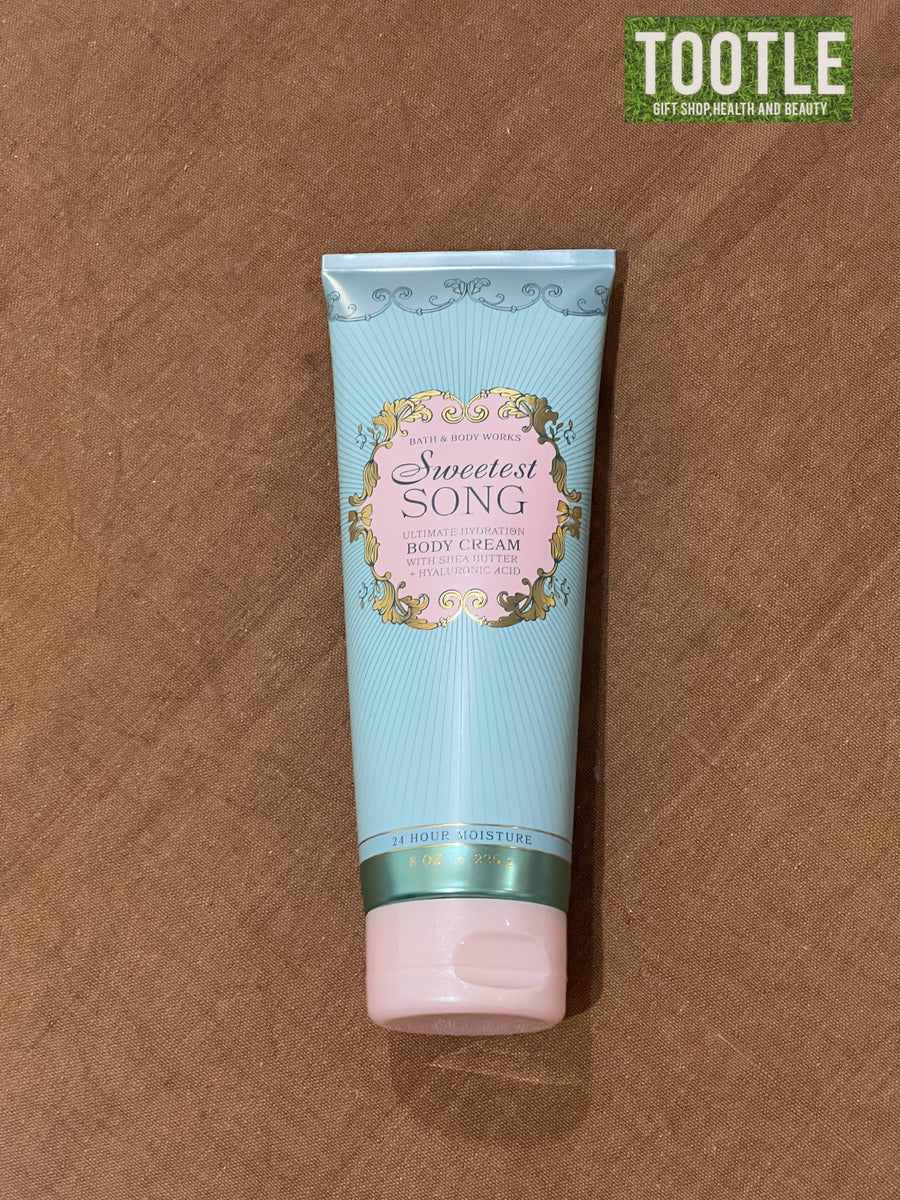 TOOTLE
GIFT SHOP,HEALTH AND BEAUTY
BATH & BODY WORKS
Sweetest
SONG
ULTIMATE HYDRATION
BODY CREAM
WITH SHEA BUTTER
+ HYALURONIC ACID
24 HOUR MOISTURE
8 OZ • 226 g